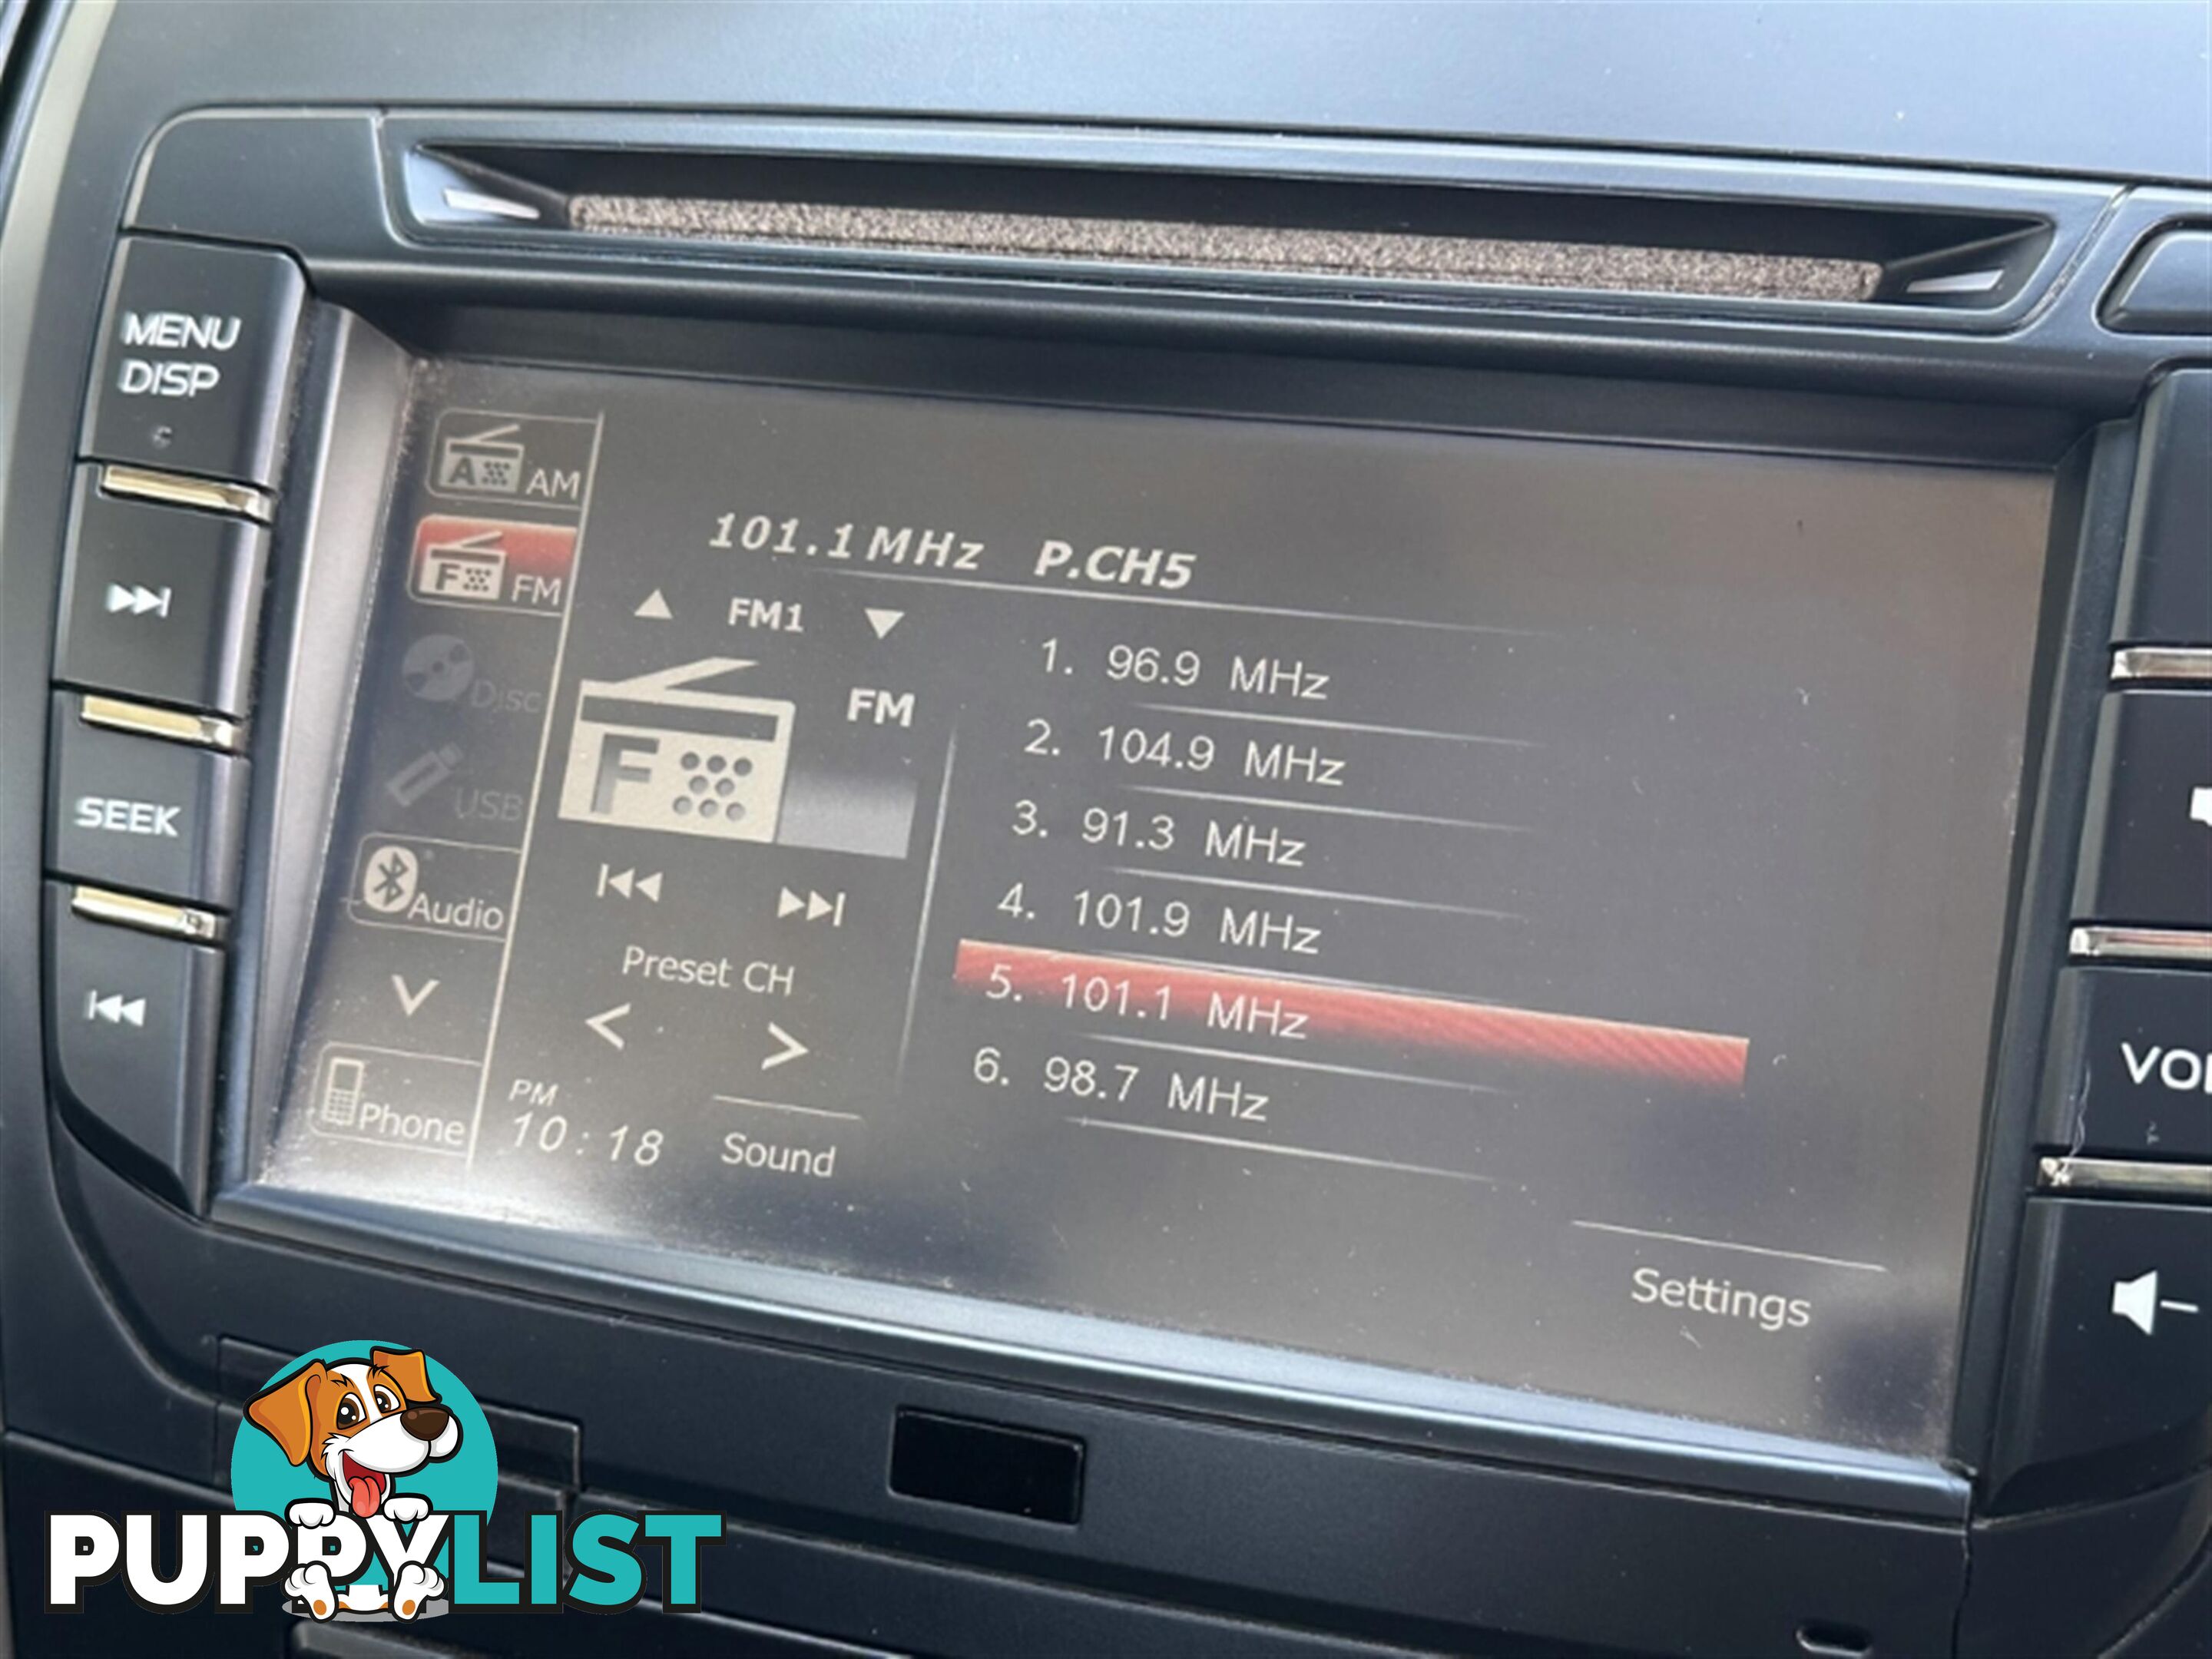 MENU
DISP
SEEK
VOL
A AM
F FM
Disc
USB
Audio
Phone
101.1MHz P.CH5
FM1
FM
F
Preset CH
PM
10:18
Sound
1. 96.9 MHz
2. 104.9 MHz
3. 91.3 MHz
4. 101.9 MHz
5. 101.1 MHz
6. 98.7 MHz
Settings
PUPPYLIST